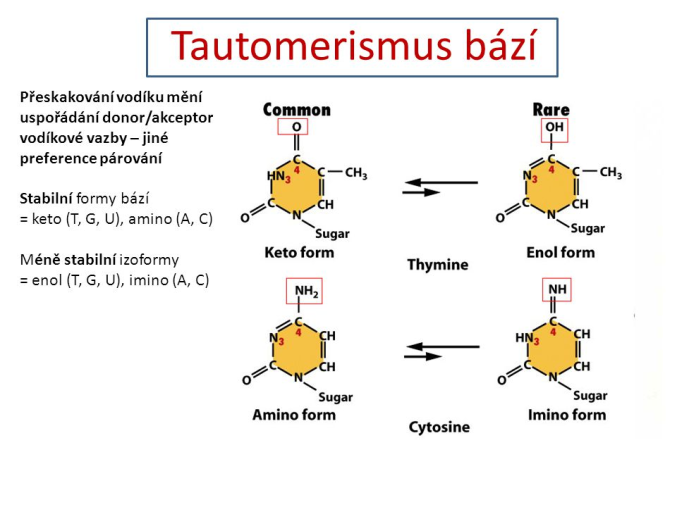 Tautomerismus bází
Přeskakování vodíku mění
uspořádání donor/akceptor
vodíkové vazby – jiné
preference párování
Stabilní formy bází
= keto (T, G, U), amino (A, C)
Méně stabilní izoformy
= enol (T, G, U), imino (A, C)
Common
O
C
4
HN3
C
CH3
C
CH
O
N
Sugar
Keto form
Rare
OH
C
4
N3
C
CH3
C
CH
O
N
Sugar
Enol form
Thymine
NH2
C
4
N3
CH
C
CH
O
N
Sugar
Amino form
NH
C
4
HN3
CH
C
CH
O
N
Sugar
Imino form
Cytosine